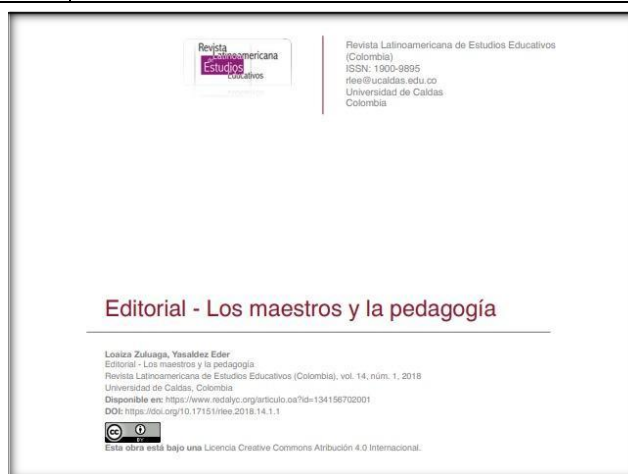 Revista
Latinoamericana
Estudios
Educativos
Revista Latinoamericana de Estudios Educativos
(Colombia)
ISSN: 1900-9895
rlee@ucaldas.edu.co
Universidad de Caldas
Colombia
Editorial - Los maestros y la pedagogía
Loaiza Zuluaga, Yasaldez Eder
Editorial - Los maestros y la pedagogía
Revista Latinoamericana de Estudios Educativos (Colombia), vol. 14, núm. 1, 2018
Universidad de Caldas, Colombia
Disponible en: https://www.redalyc.org/articulo.oa?id=134156702001
DOI: https://doi.org/10.17151/rlee.2018.14.1.1
cc BY
Esta obra está bajo una Licencia Creative Commons Atribución 4.0 Internacional.